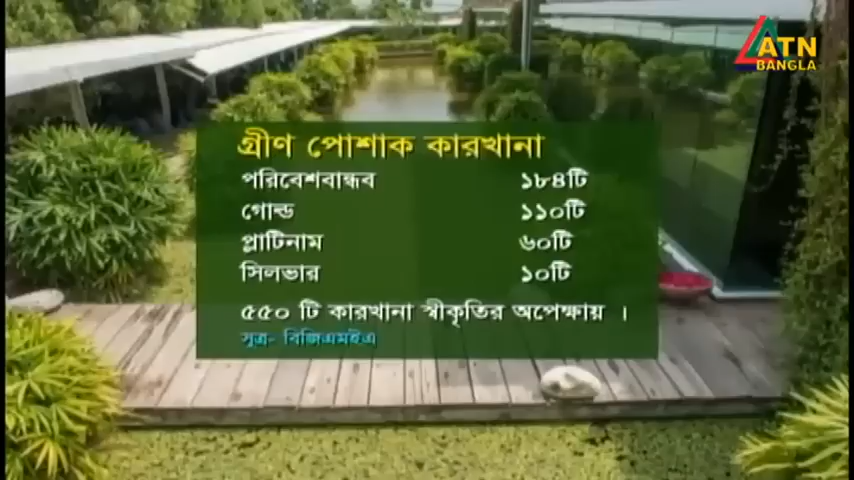 ATN
BANGLA
গ্রীণ পোশাক কারখানা
পরিবেশবান্ধব ১৮৪টি
গোল্ড ১১০টি
প্লাটিনাম ৬০টি
সিলভার ১০টি
৫৫০ টি কারখানা স্বীকৃতির অপেক্ষায় ।
সূত্র- বিজিএমইএ